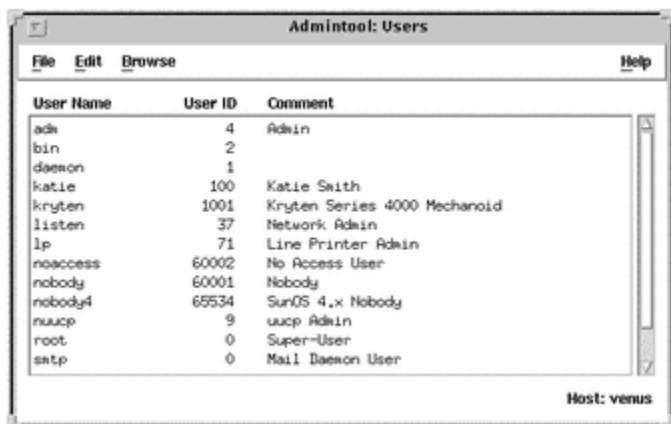 Admintool: Users
File Edit Browse Help
User Name User ID Comment
adm 4 Admin
bin 2
daemon 1
katie 100 Katie Smith
kryten 1001 Kryten Series 4000 Mechanoid
listen 37 Network Admin
lp 71 Line Printer Admin
noaccess 60002 No Access User
nobody 60001 Nobody
nobody4 65534 SunOS 4.x Nobody
nuucp 9 uucp Admin
root 0 Super-User
smtp 0 Mail Daemon User
Host: venus